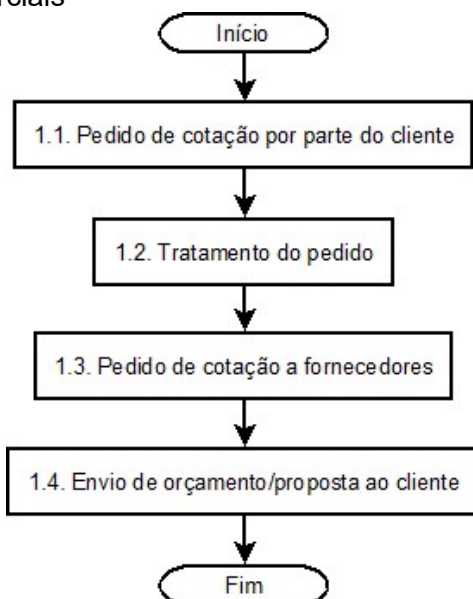 Início
1.1. Pedido de cotação por parte do cliente
1.2. Tratamento do pedido
1.3. Pedido de cotação a fornecedores
1.4. Envio de orçamento/proposta ao cliente
Fim